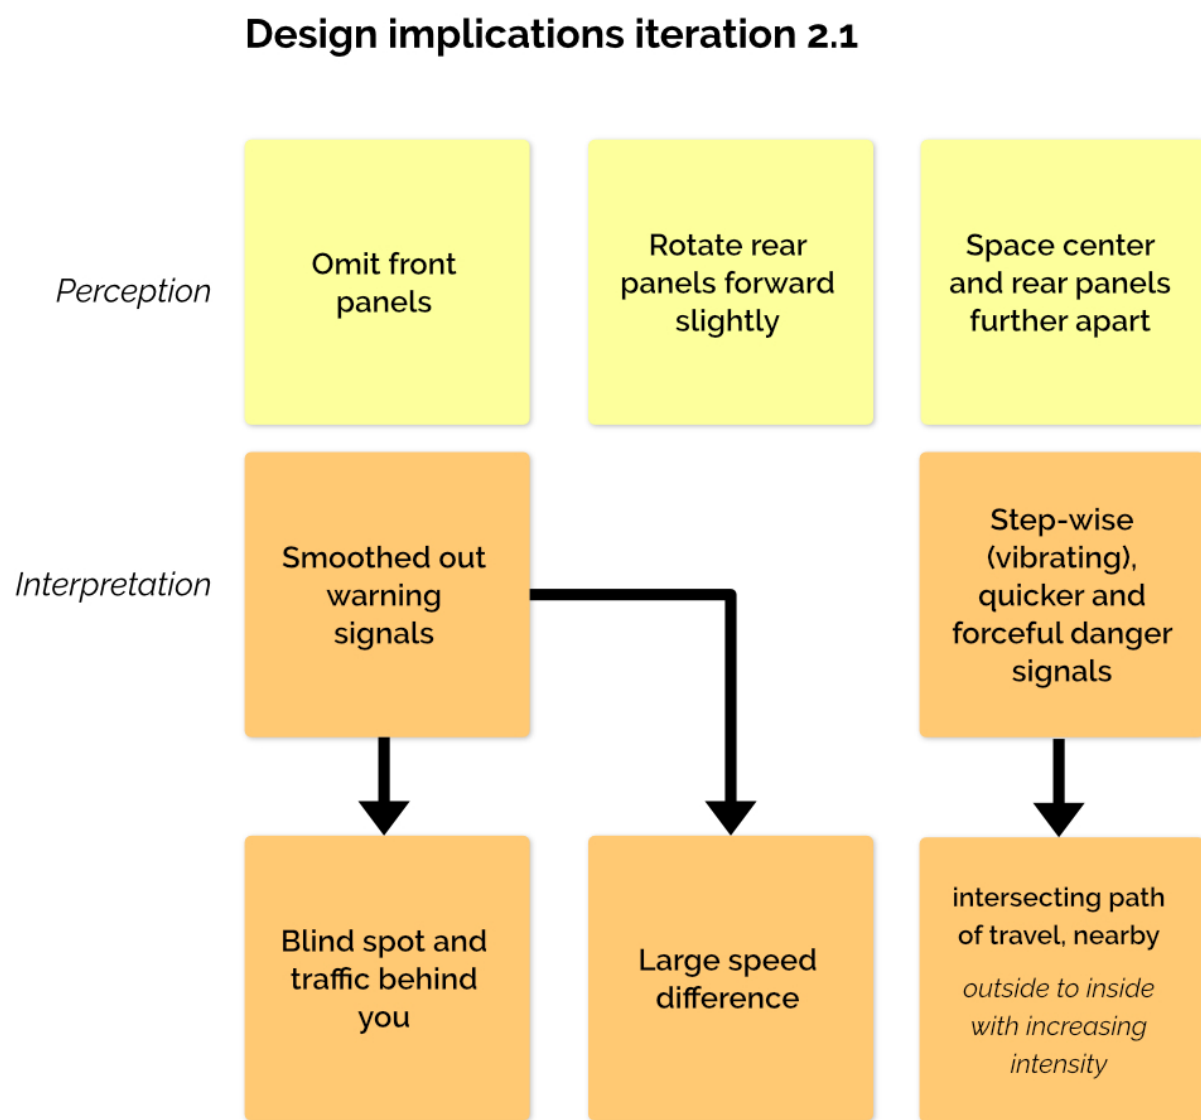 Design implications iteration 2.1
Perception
Omit front
panels
Rotate rear
panels forward
slightly
Space center
and rear panels
further apart
Interpretation
Smoothed out
warning
signals
Step-wise
(vibrating),
quicker and
forceful danger
signals
Blind spot and
traffic behind
you
Large speed
difference
intersecting path
of travel, nearby
outside to inside
with increasing
intensity